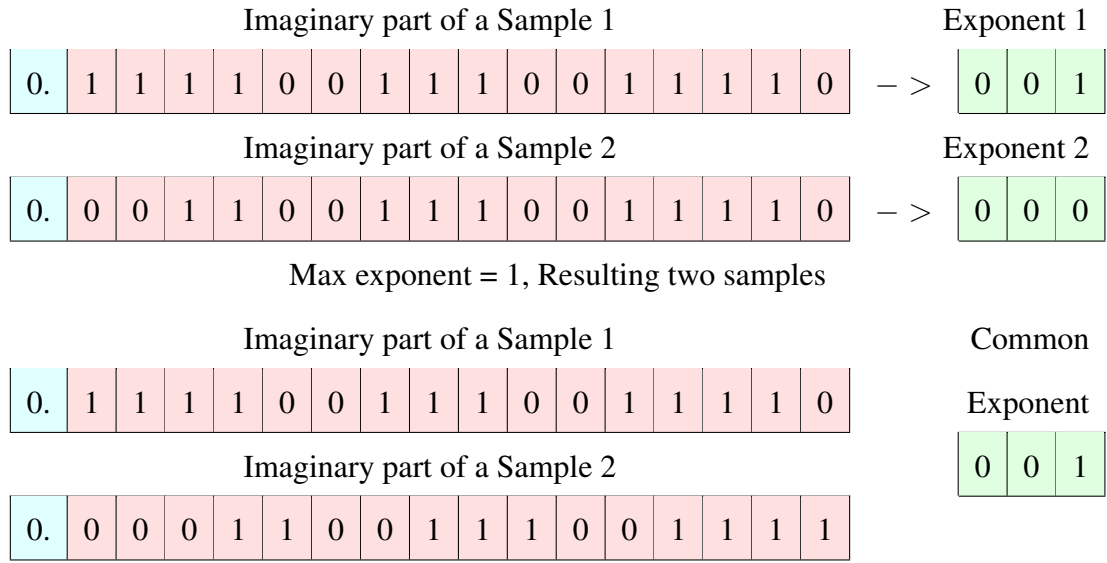 Imaginary part of a Sample 1 Exponent 1
0. 1 1 1 1 0 0 1 1 1 0 0 1 1 1 1 0 − > 0 0 1
Imaginary part of a Sample 2 Exponent 2
0. 0 0 1 1 0 0 1 1 1 0 0 1 1 1 1 0 − > 0 0 0
Max exponent = 1, Resulting two samples
Imaginary part of a Sample 1 Common
0. 1 1 1 1 0 0 1 1 1 0 0 1 1 1 1 0 Exponent
Imaginary part of a Sample 2 0 0 1
0. 0 0 0 1 1 0 0 1 1 1 0 0 1 1 1 1